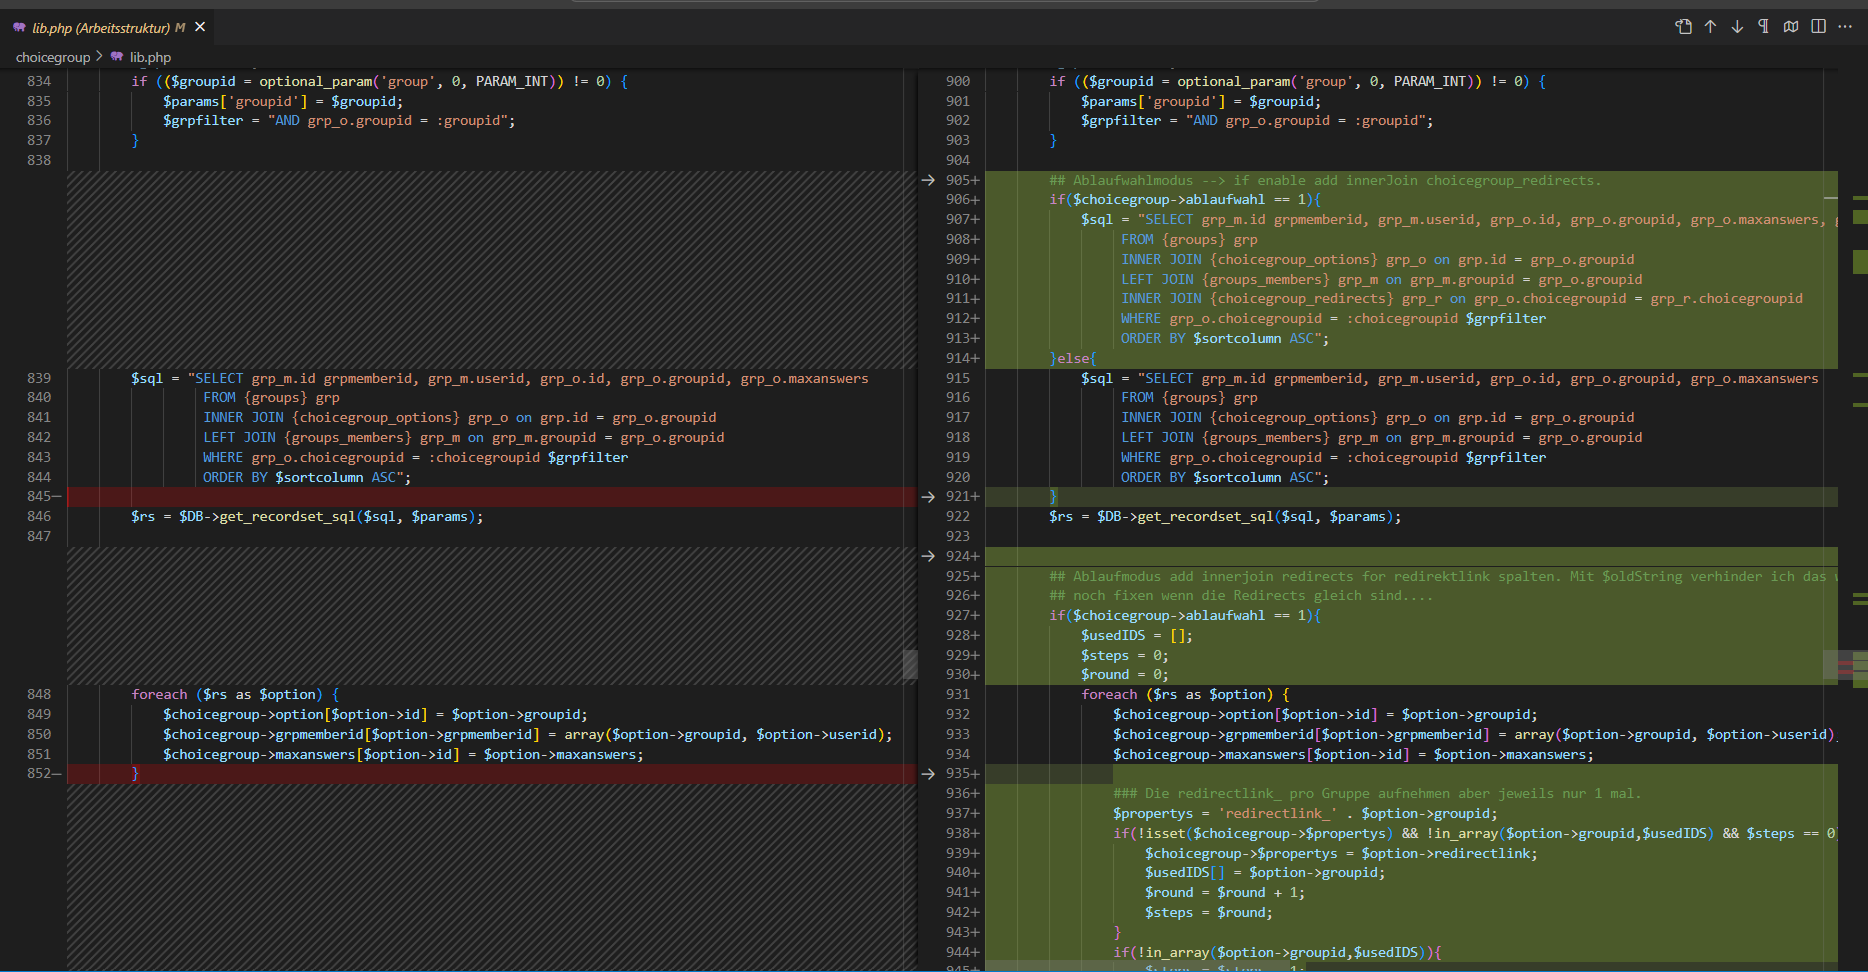 lib.php (Arbeitsstruktur) M
choicegroup > lib.php
834 if (($groupid = optional_param('group', 0, PARAM_INT)) != 0) {
835 $params['groupid'] = $groupid;
836 $grpfilter = "AND grp_o.groupid = :groupid";
837 }
838
839 $sql = "SELECT grp_m.id grpmemberid, grp_m.userid, grp_o.id, grp_o.groupid, grp_o.maxanswers
840 FROM {groups} grp
841 INNER JOIN {choicegroup_options} grp_o on grp.id = grp_o.groupid
842 LEFT JOIN {groups_members} grp_m on grp_m.groupid = grp_o.groupid
843 WHERE grp_o.choicegroupid = :choicegroupid $grpfilter
844 ORDER BY $sortcolumn ASC";
845—
846 $rs = $DB->get_recordset_sql($sql, $params);
847
848 foreach ($rs as $option) {
849 $choicegroup->option[$option->id] = $option->groupid;
850 $choicegroup->grpmemberid[$option->grpmemberid] = array($option->groupid, $option->userid);
851 $choicegroup->maxanswers[$option->id] = $option->maxanswers;
852— }
900 if (($groupid = optional_param('group', 0, PARAM_INT)) != 0) {
901 $params['groupid'] = $groupid;
902 $grpfilter = "AND grp_o.groupid = :groupid";
903 }
904
905+ ## Ablaufwahlmodus --> if enable add innerJoin choicegroup_redirects.
906+ if($choicegroup->ablaufwahl == 1){
907+ $sql = "SELECT grp_m.id grpmemberid, grp_m.userid, grp_o.id, grp_o.groupid, grp_o.maxanswers,
908+ FROM {groups} grp
909+ INNER JOIN {choicegroup_options} grp_o on grp.id = grp_o.groupid
910+ LEFT JOIN {groups_members} grp_m on grp_m.groupid = grp_o.groupid
911+ INNER JOIN {choicegroup_redirects} grp_r on grp_o.choicegroupid = grp_r.choicegroupid
912+ WHERE grp_o.choicegroupid = :choicegroupid $grpfilter
913+ ORDER BY $sortcolumn ASC";
914+ }else{
915 $sql = "SELECT grp_m.id grpmemberid, grp_m.userid, grp_o.id, grp_o.groupid, grp_o.maxanswers
916 FROM {groups} grp
917 INNER JOIN {choicegroup_options} grp_o on grp.id = grp_o.groupid
918 LEFT JOIN {groups_members} grp_m on grp_m.groupid = grp_o.groupid
919 WHERE grp_o.choicegroupid = :choicegroupid $grpfilter
920 ORDER BY $sortcolumn ASC";
921+ }
922 $rs = $DB->get_recordset_sql($sql, $params);
923
924+
925+ ## Ablaufmodus add innerjoin redirects for redirektlink spalten. Mit $oldString verhinder ich das
926+ ## noch fixen wenn die Redirects gleich sind....
927+ if($choicegroup->ablaufwahl == 1){
928+ $usedIDS = [];
929+ $steps = 0;
930+ $round = 0;
931 foreach ($rs as $option) {
932 $choicegroup->option[$option->id] = $option->groupid;
933 $choicegroup->grpmemberid[$option->grpmemberid] = array($option->groupid, $option->userid)
934 $choicegroup->maxanswers[$option->id] = $option->maxanswers;
935+
936+ ### Die redirectlink_ pro Gruppe aufnehmen aber jeweils nur 1 mal.
937+ $propertys = 'redirectlink_' . $option->groupid;
938+ if(!isset($choicegroup->$propertys) && !in_array($option->groupid,$usedIDS) && $steps == 0
939+ $choicegroup->$propertys = $option->redirectlink;
940+ $usedIDS[] = $option->groupid;
941+ $round = $round + 1;
942+ $steps = $round;
943+ }
944+ if(!in_array($option->groupid,$usedIDS)){